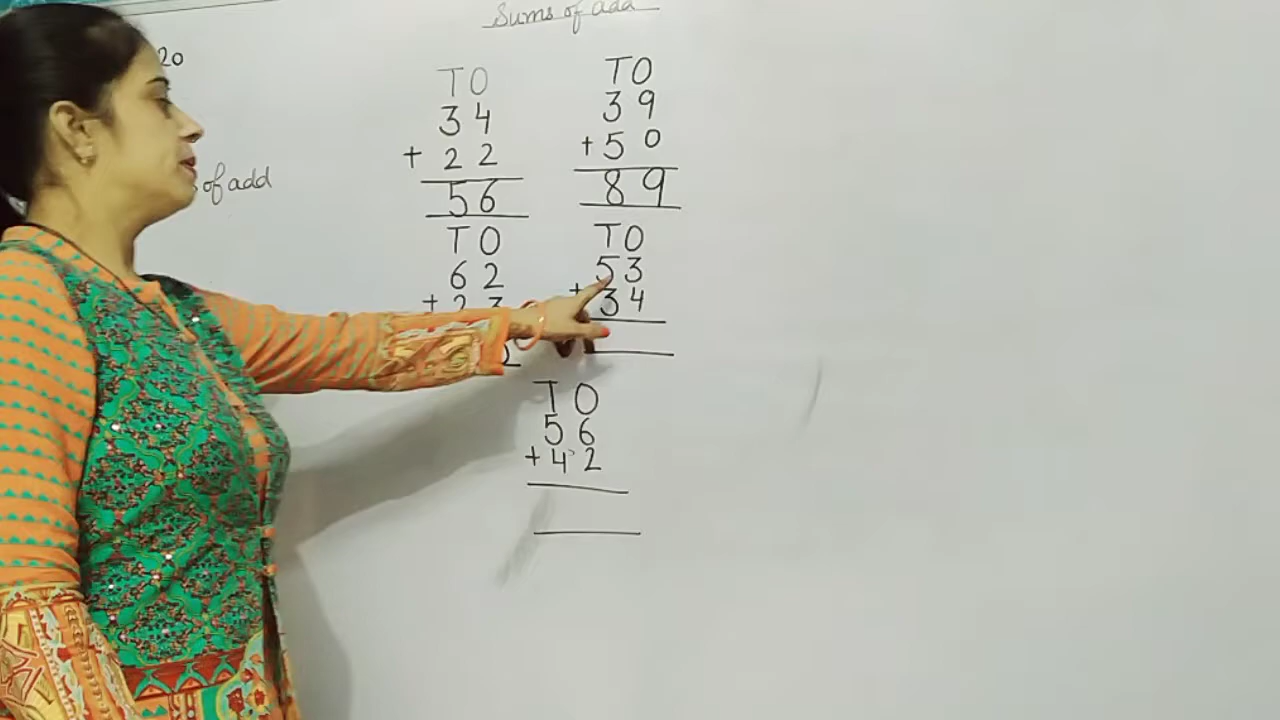 Sums of add
20
of add
T O
3 4
+ 2 2
5 6
T O
3 9
+ 5 0
8 9
T O
6 2
+ 2 3
T O
5 3
+ 3 4
T O
5 6
+ 4 2